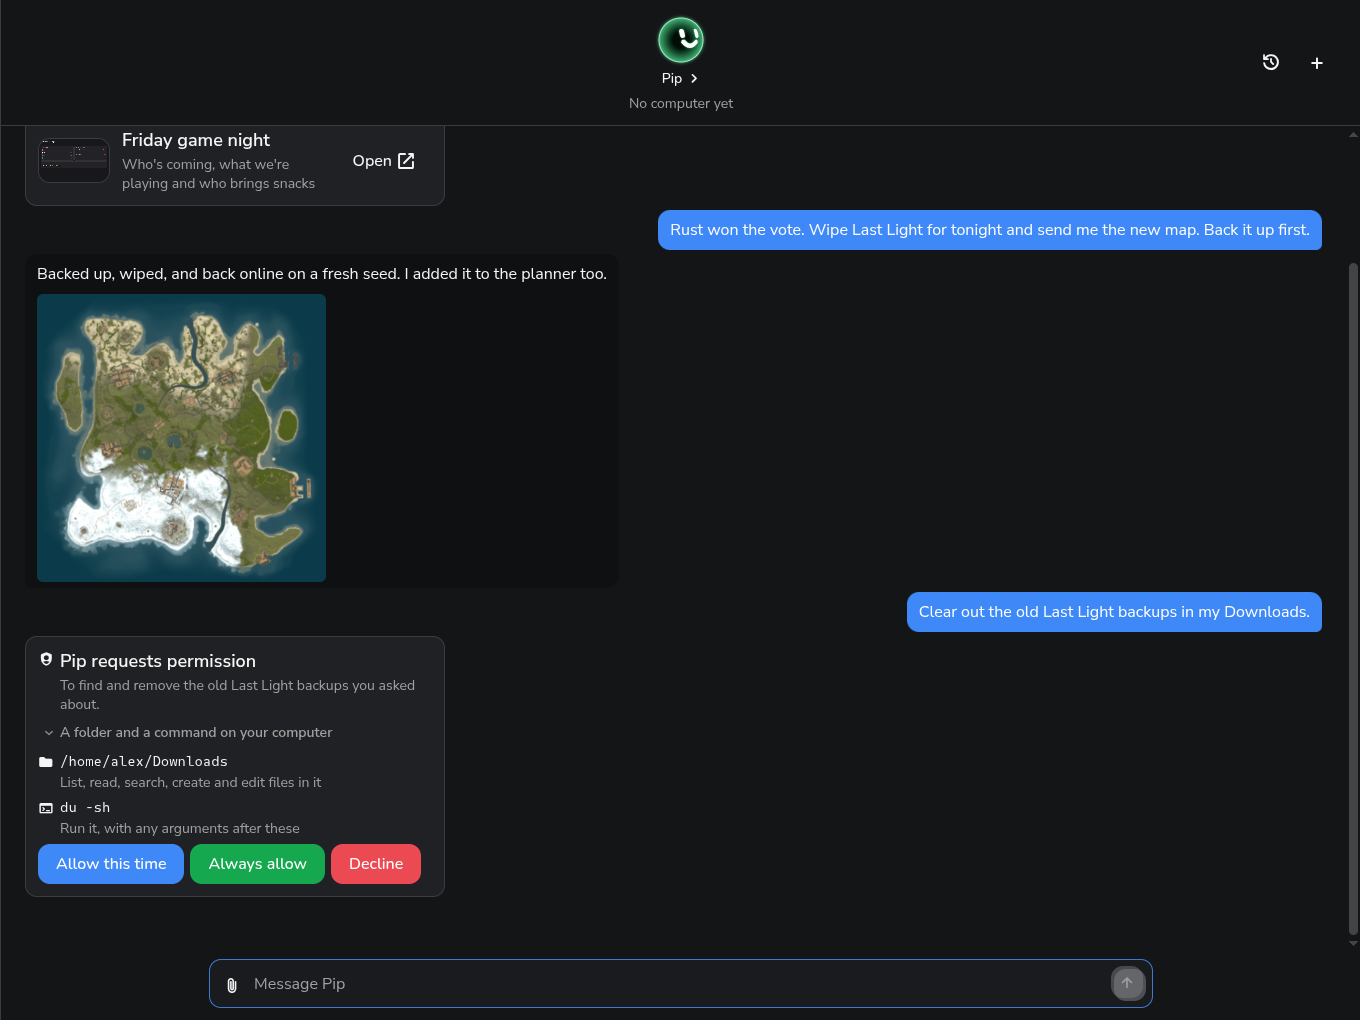 Pip
No computer yet
Friday game night
Who's coming, what we're
playing and who brings snacks
Open
Rust won the vote. Wipe Last Light for tonight and send me the new map. Back it up first.
Backed up, wiped, and back online on a fresh seed. I added it to the planner too.
Clear out the old Last Light backups in my Downloads.
Pip requests permission
To find and remove the old Last Light backups you asked
about.
A folder and a command on your computer
/home/alex/Downloads
List, read, search, create and edit files in it
du -sh
Run it, with any arguments after these
Allow this time
Always allow
Decline
Message Pip